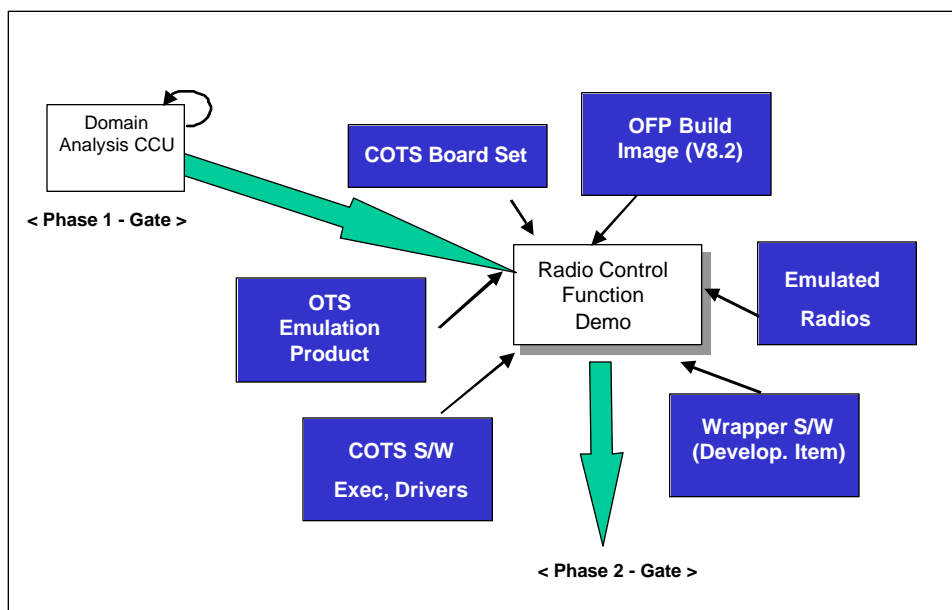 Domain
Analysis CCU
< Phase 1 - Gate >
COTS Board Set
OFP Build
Image (V8.2)
Radio Control
Function
Demo
OTS
Emulation
Product
Emulated
Radios
COTS S/W
Exec, Drivers
Wrapper S/W
(Develop. Item)
< Phase 2 - Gate >